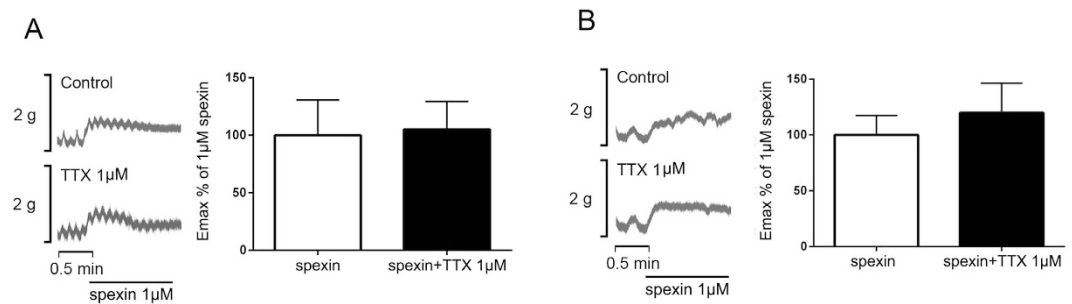 A
Control
2 g
TTX 1µM
2 g
0.5 min
spexin 1µM
Emax % of 1µM spexin
150
100
50
0
spexin
spexin+TTX 1µM
B
Control
2 g
TTX 1µM
2 g
0.5 min
spexin 1µM
Emax % of 1µM spexin
150
100
50
0
spexin
spexin+TTX 1µM